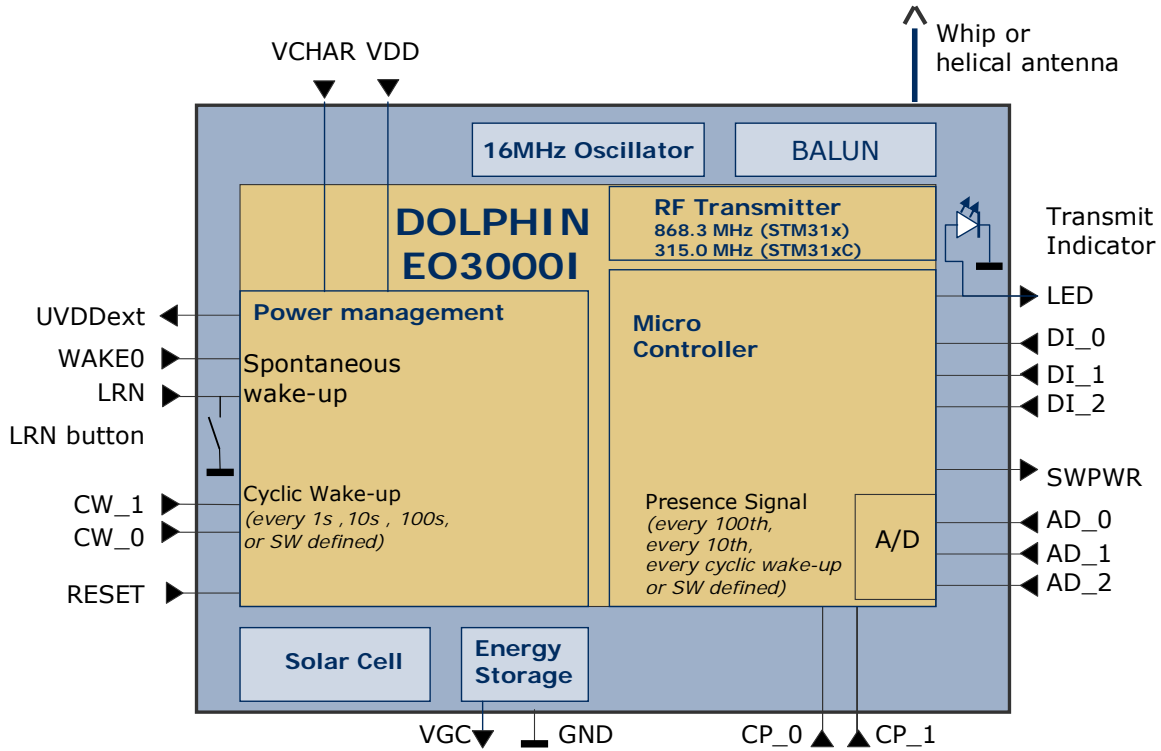 Whip or
helical antenna
VCHAR VDD
16MHz Oscillator
BALUN
DOLPHIN
EO3000I
RF Transmitter
868.3 MHz (STM31x)
315.0 MHz (STM31xC)
Transmit
Indicator
LED
UVDDext
WAKE0
LRN
LRN button
CW_1
CW_0
RESET
Power management
Spontaneous
wake-up
Cyclic Wake-up
(every 1s ,10s , 100s,
or SW defined)
Micro
Controller
Presence Signal
(every 100th,
every 10th,
every cyclic wake-up
or SW defined)
A/D
DI_0
DI_1
DI_2
SWPWR
AD_0
AD_1
AD_2
Solar Cell
Energy
Storage
VGC
GND
CP_0
CP_1